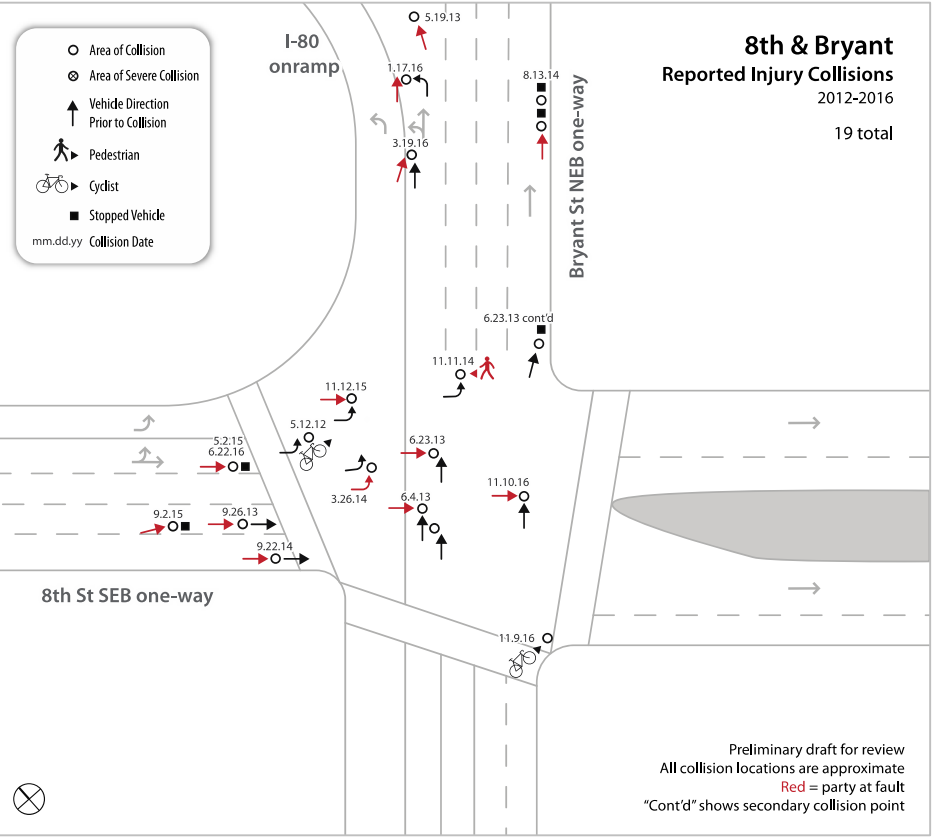 8th & Bryant
Reported Injury Collisions
2012-2016
19 total
Area of Collision
Area of Severe Collision
Vehicle Direction
Prior to Collision
Pedestrian
Cyclist
Stopped Vehicle
mm.dd.yy Collision Date
I-80
onramp
5.19.13
1.17.16
3.19.16
8.13.14
Bryant St NEB one-way
6.23.13 cont'd
11.11.14
11.12.15
5.12.12
5.2.15
6.22.16
6.23.13
3.26.14
11.10.16
6.4.13
9.2.15
9.26.13
9.22.14
8th St SEB one-way
11.9.16
Preliminary draft for review
All collision locations are approximate
Red = party at fault
"Cont'd" shows secondary collision point